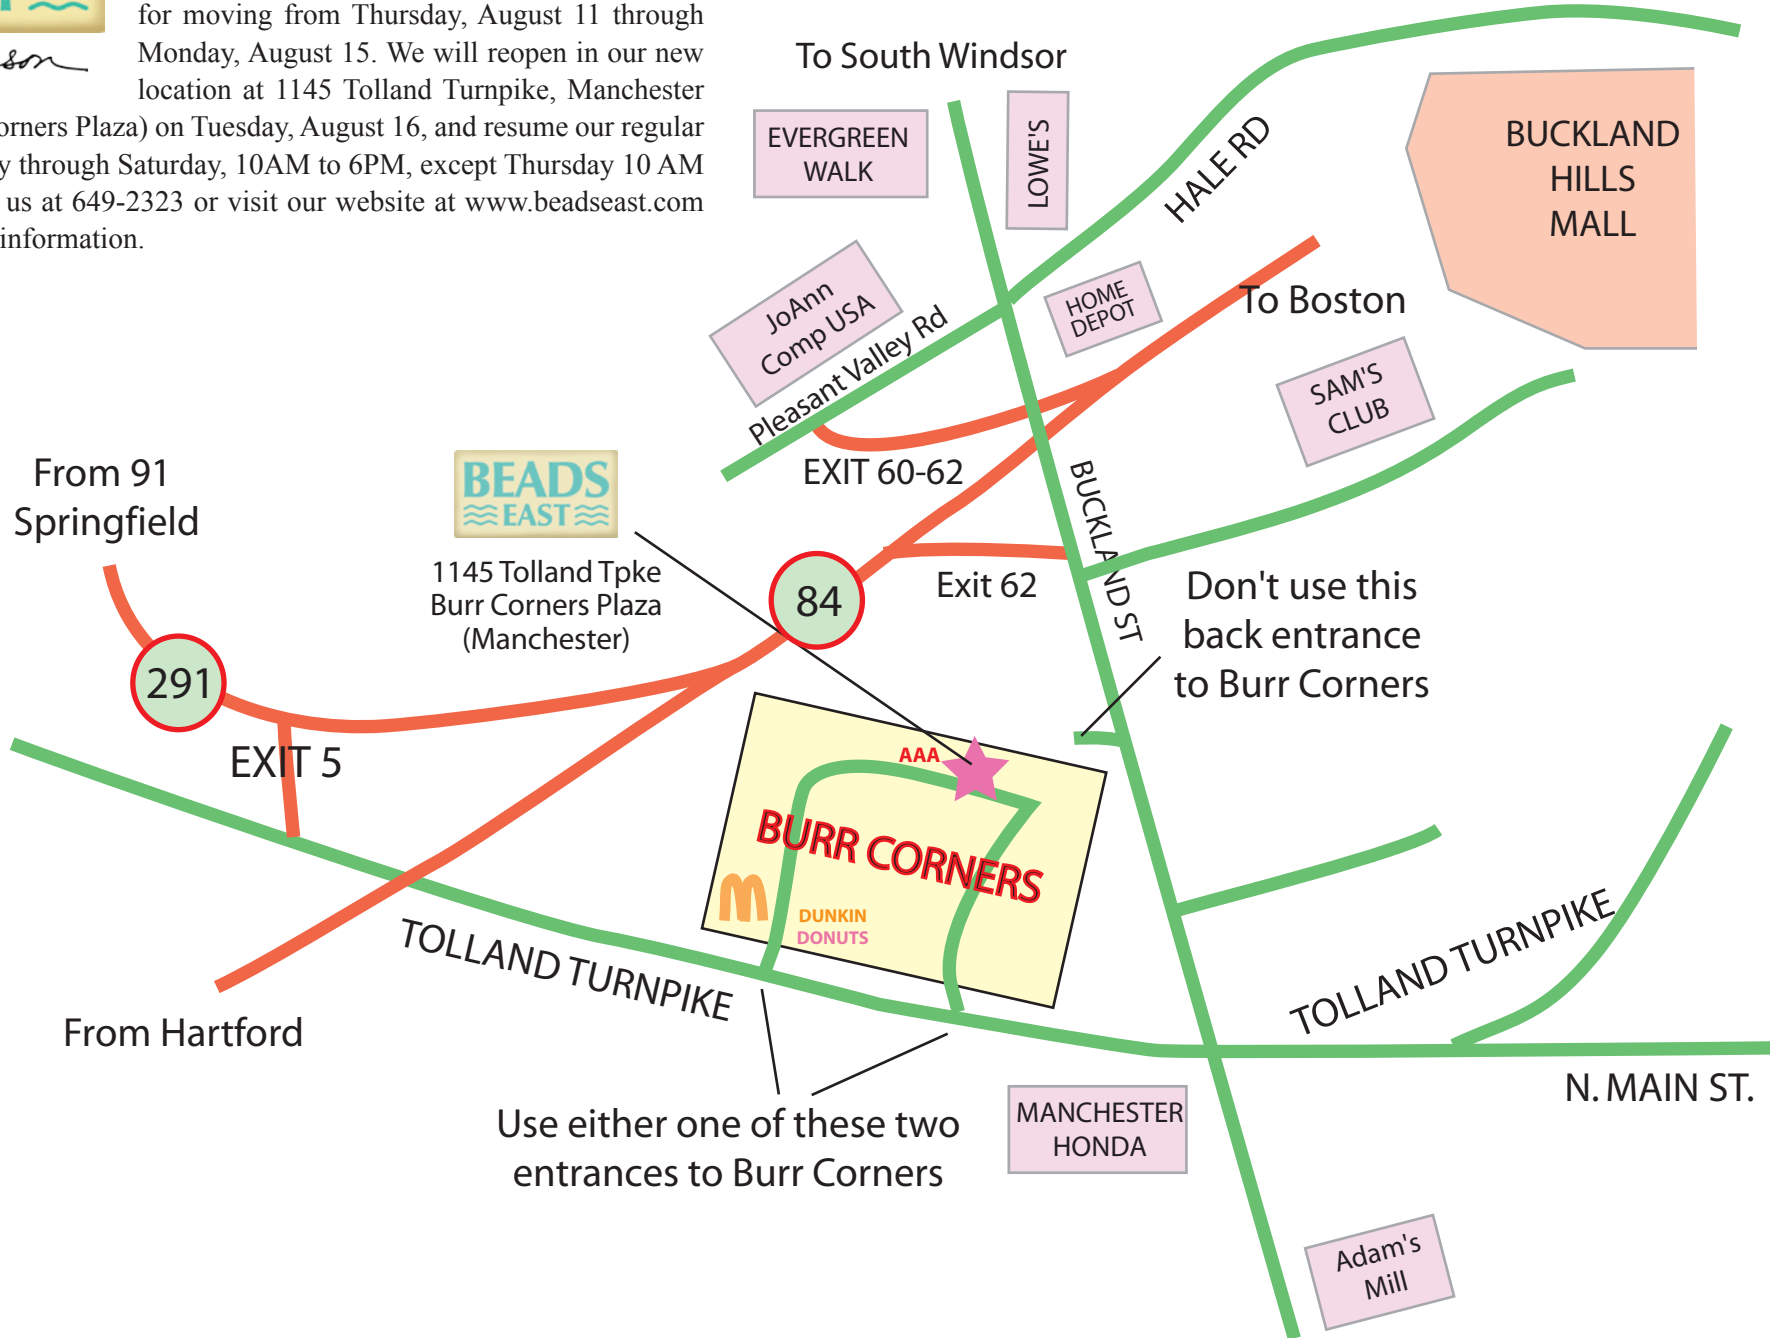 son
for moving from Thursday, August 11 through
Monday, August 15. We will reopen in our new
location at 1145 Tolland Turnpike, Manchester
orners Plaza) on Tuesday, August 16, and resume our regular
y through Saturday, 10AM to 6PM, except Thursday 10 AM
us at 649-2323 or visit our website at www.beadseast.com
information.
To South Windsor
EVERGREEN
WALK
LOWE'S
HALE RD
BUCKLAND
HILLS
MALL
JoAnn
Comp USA
HOME
DEPOT
To Boston
Pleasant Valley Rd
SAM'S
CLUB
EXIT 60-62
From 91
Springfield
BEADS
EAST
1145 Tolland Tpke
Burr Corners Plaza
(Manchester)
84
Exit 62
BUCKLAND ST
Don't use this
back entrance
to Burr Corners
291
EXIT 5
AAA
BURR CORNERS
DUNKIN
DONUTS
TOLLAND TURNPIKE
TOLLAND TURNPIKE
From Hartford
N. MAIN ST.
Use either one of these two
entrances to Burr Corners
MANCHESTER
HONDA
Adam's
Mill